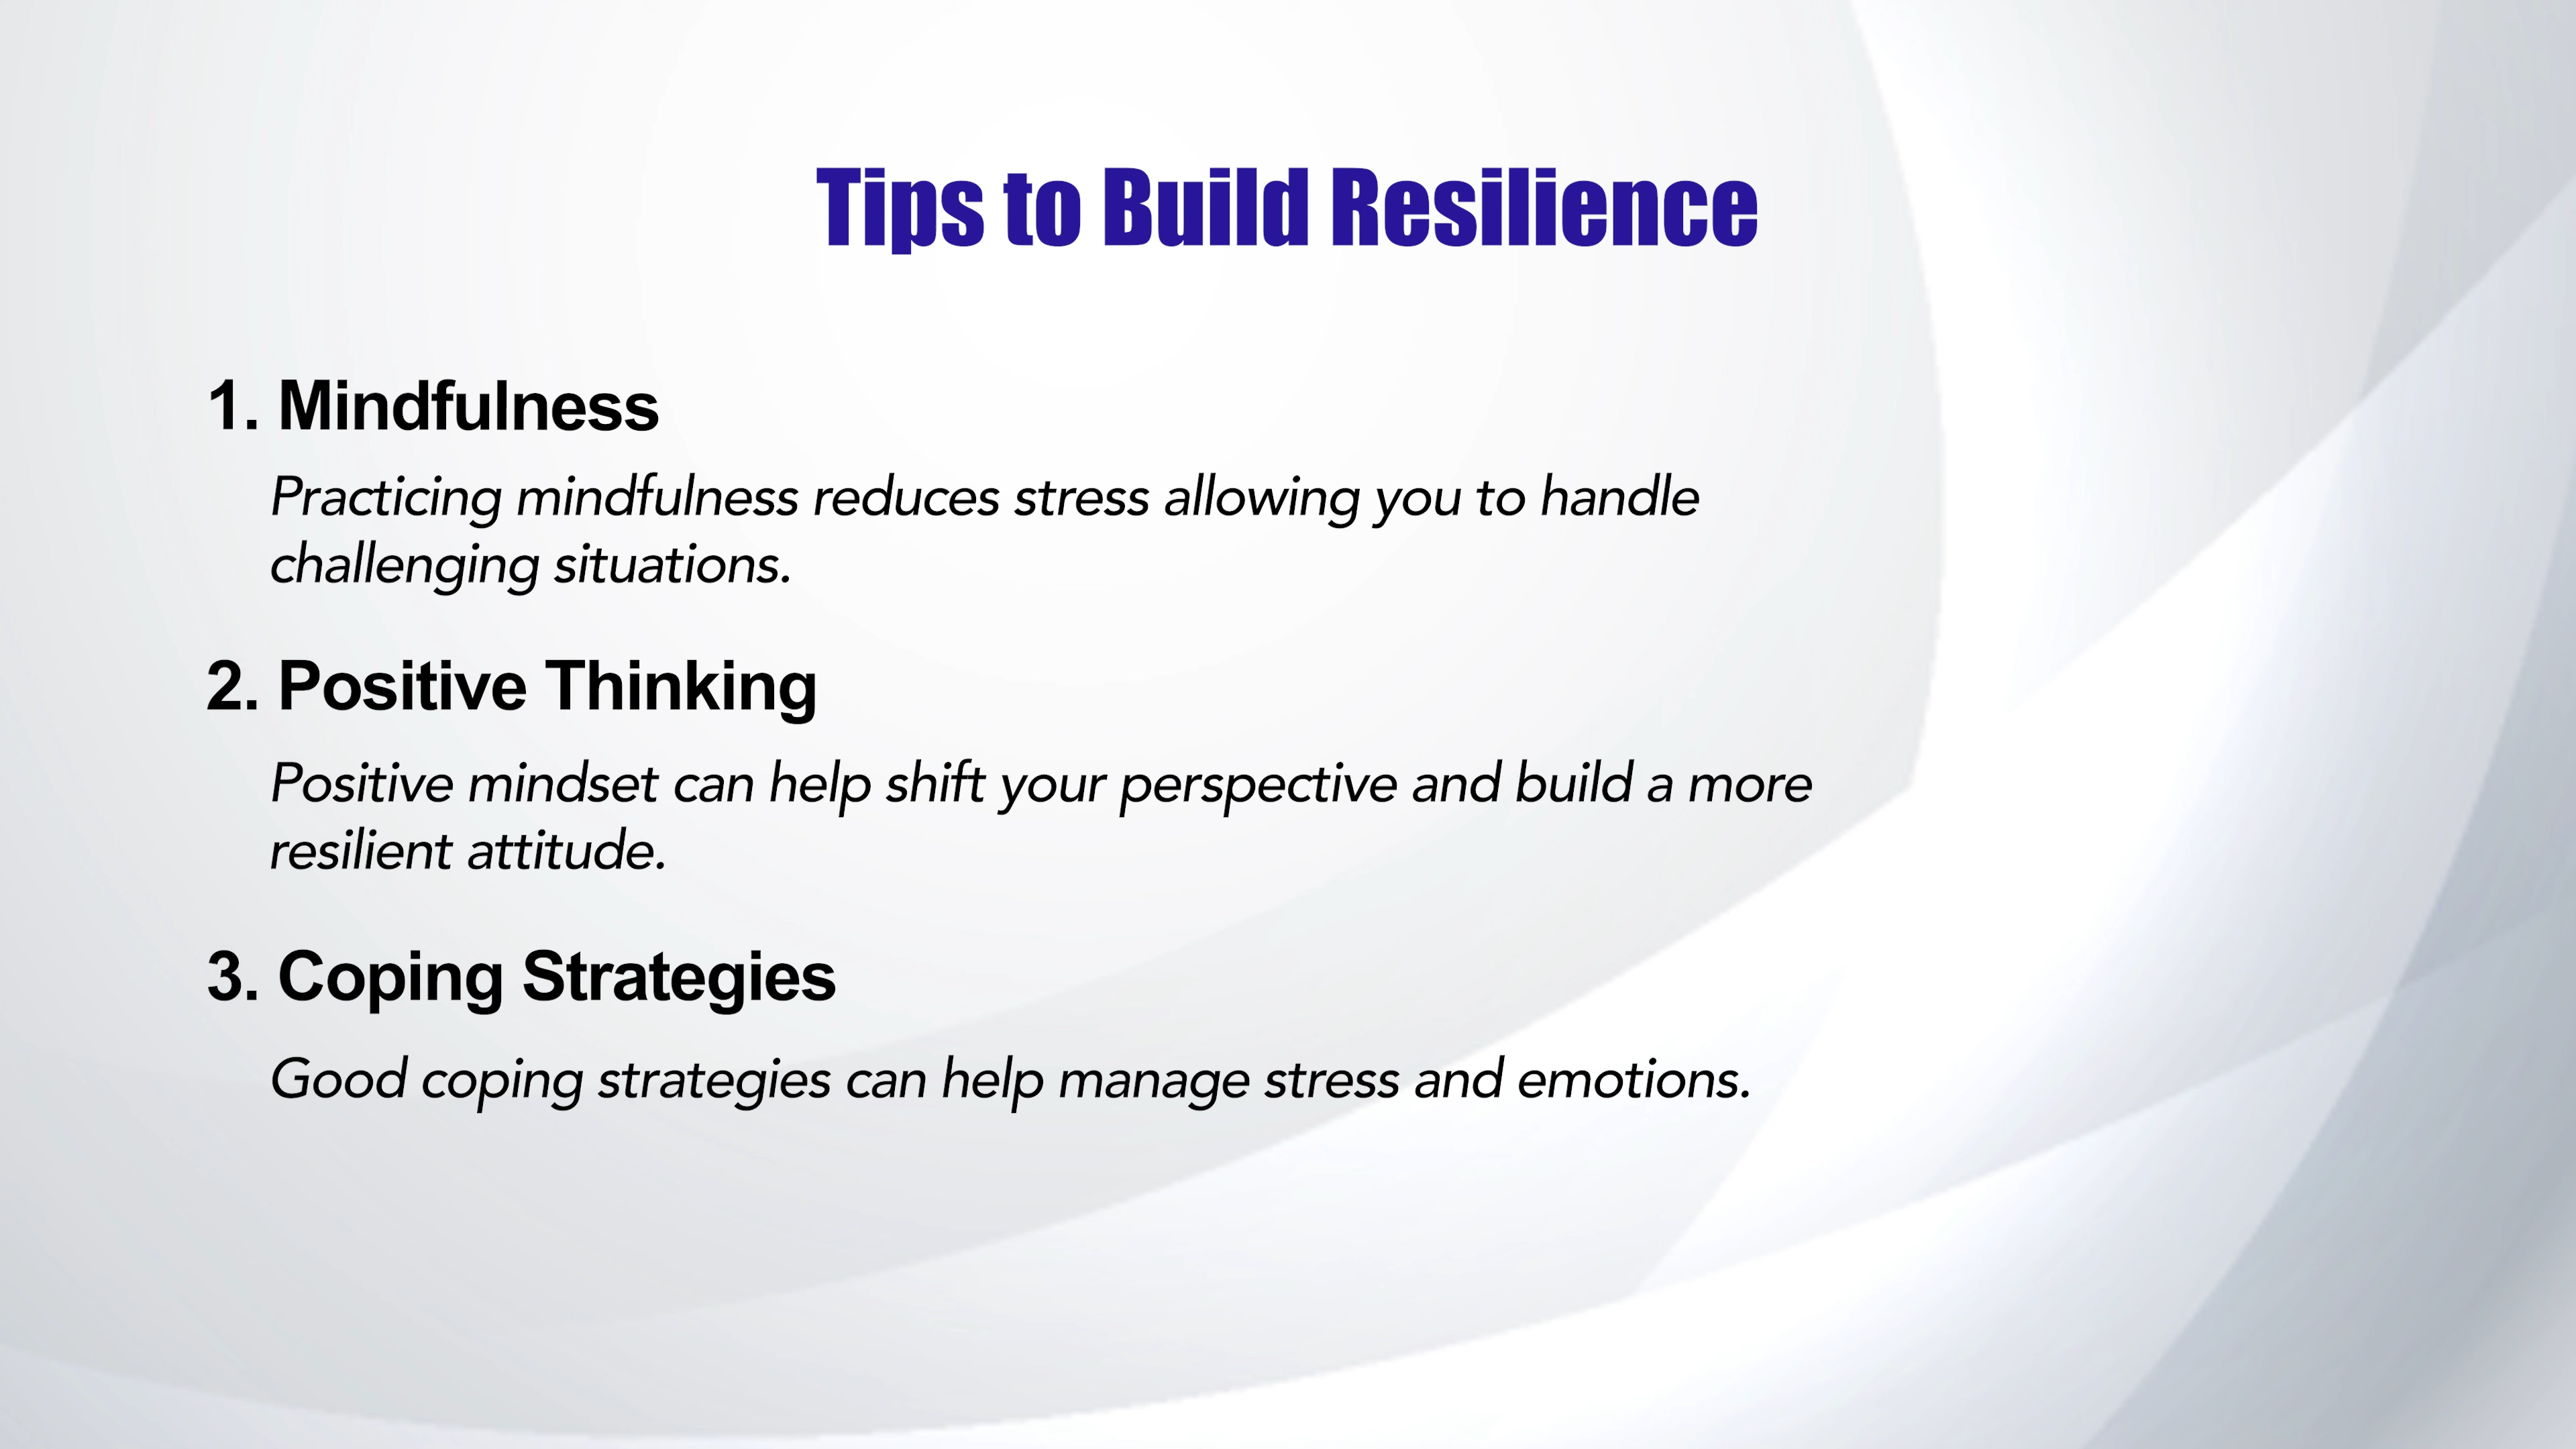 Tips to Build Resilience
1. Mindfulness
Practicing mindfulness reduces stress allowing you to handle
challenging situations.
2. Positive Thinking
Positive mindset can help shift your perspective and build a more
resilient attitude.
3. Coping Strategies
Good coping strategies can help manage stress and emotions.